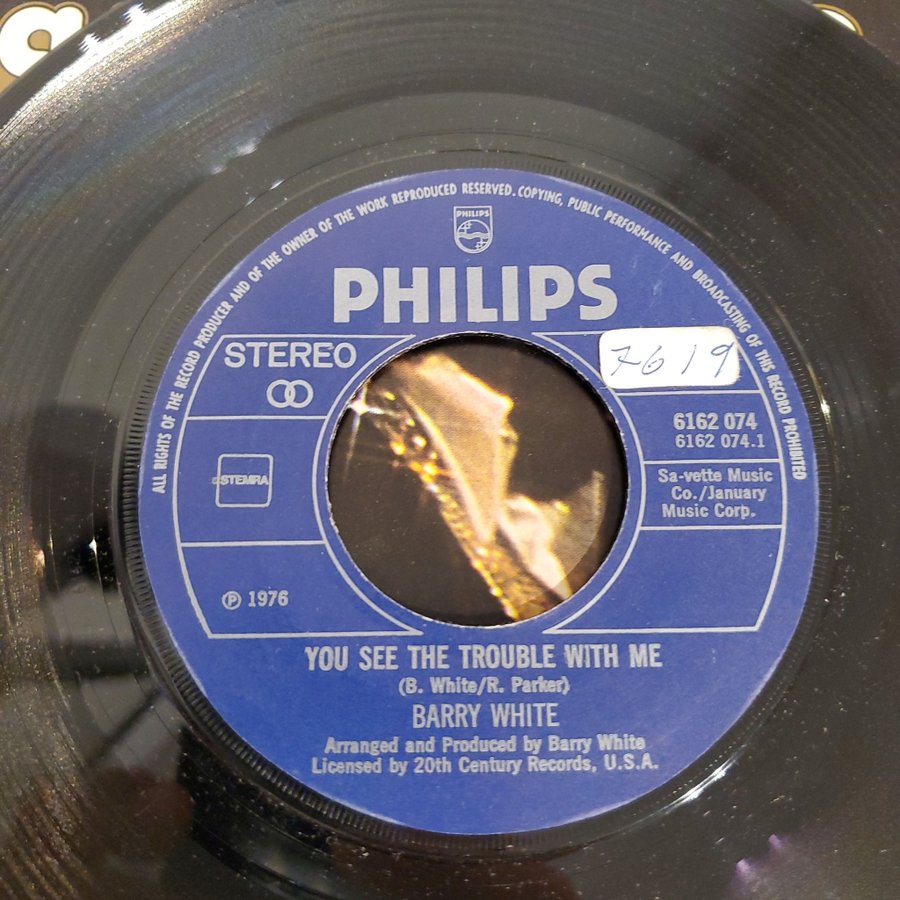 ALL RIGHTS OF THE RECORD PRODUCER AND OF THE OWNER OF THE WORK REPRODUCED RESERVED. COPYING, PUBLIC PERFORMANCE AND BROADCASTING OF THIS RECORD PROHIBITED
PHILIPS
PHILIPS
STEREO
7619
6162 074
6162 074.1
STEMRA
Sa-vette Music
Co./January
Music Corp.
℗ 1976
YOU SEE THE TROUBLE WITH ME
(B. White/R. Parker)
BARRY WHITE
Arranged and Produced by Barry White
Licensed by 20th Century Records, U.S.A.